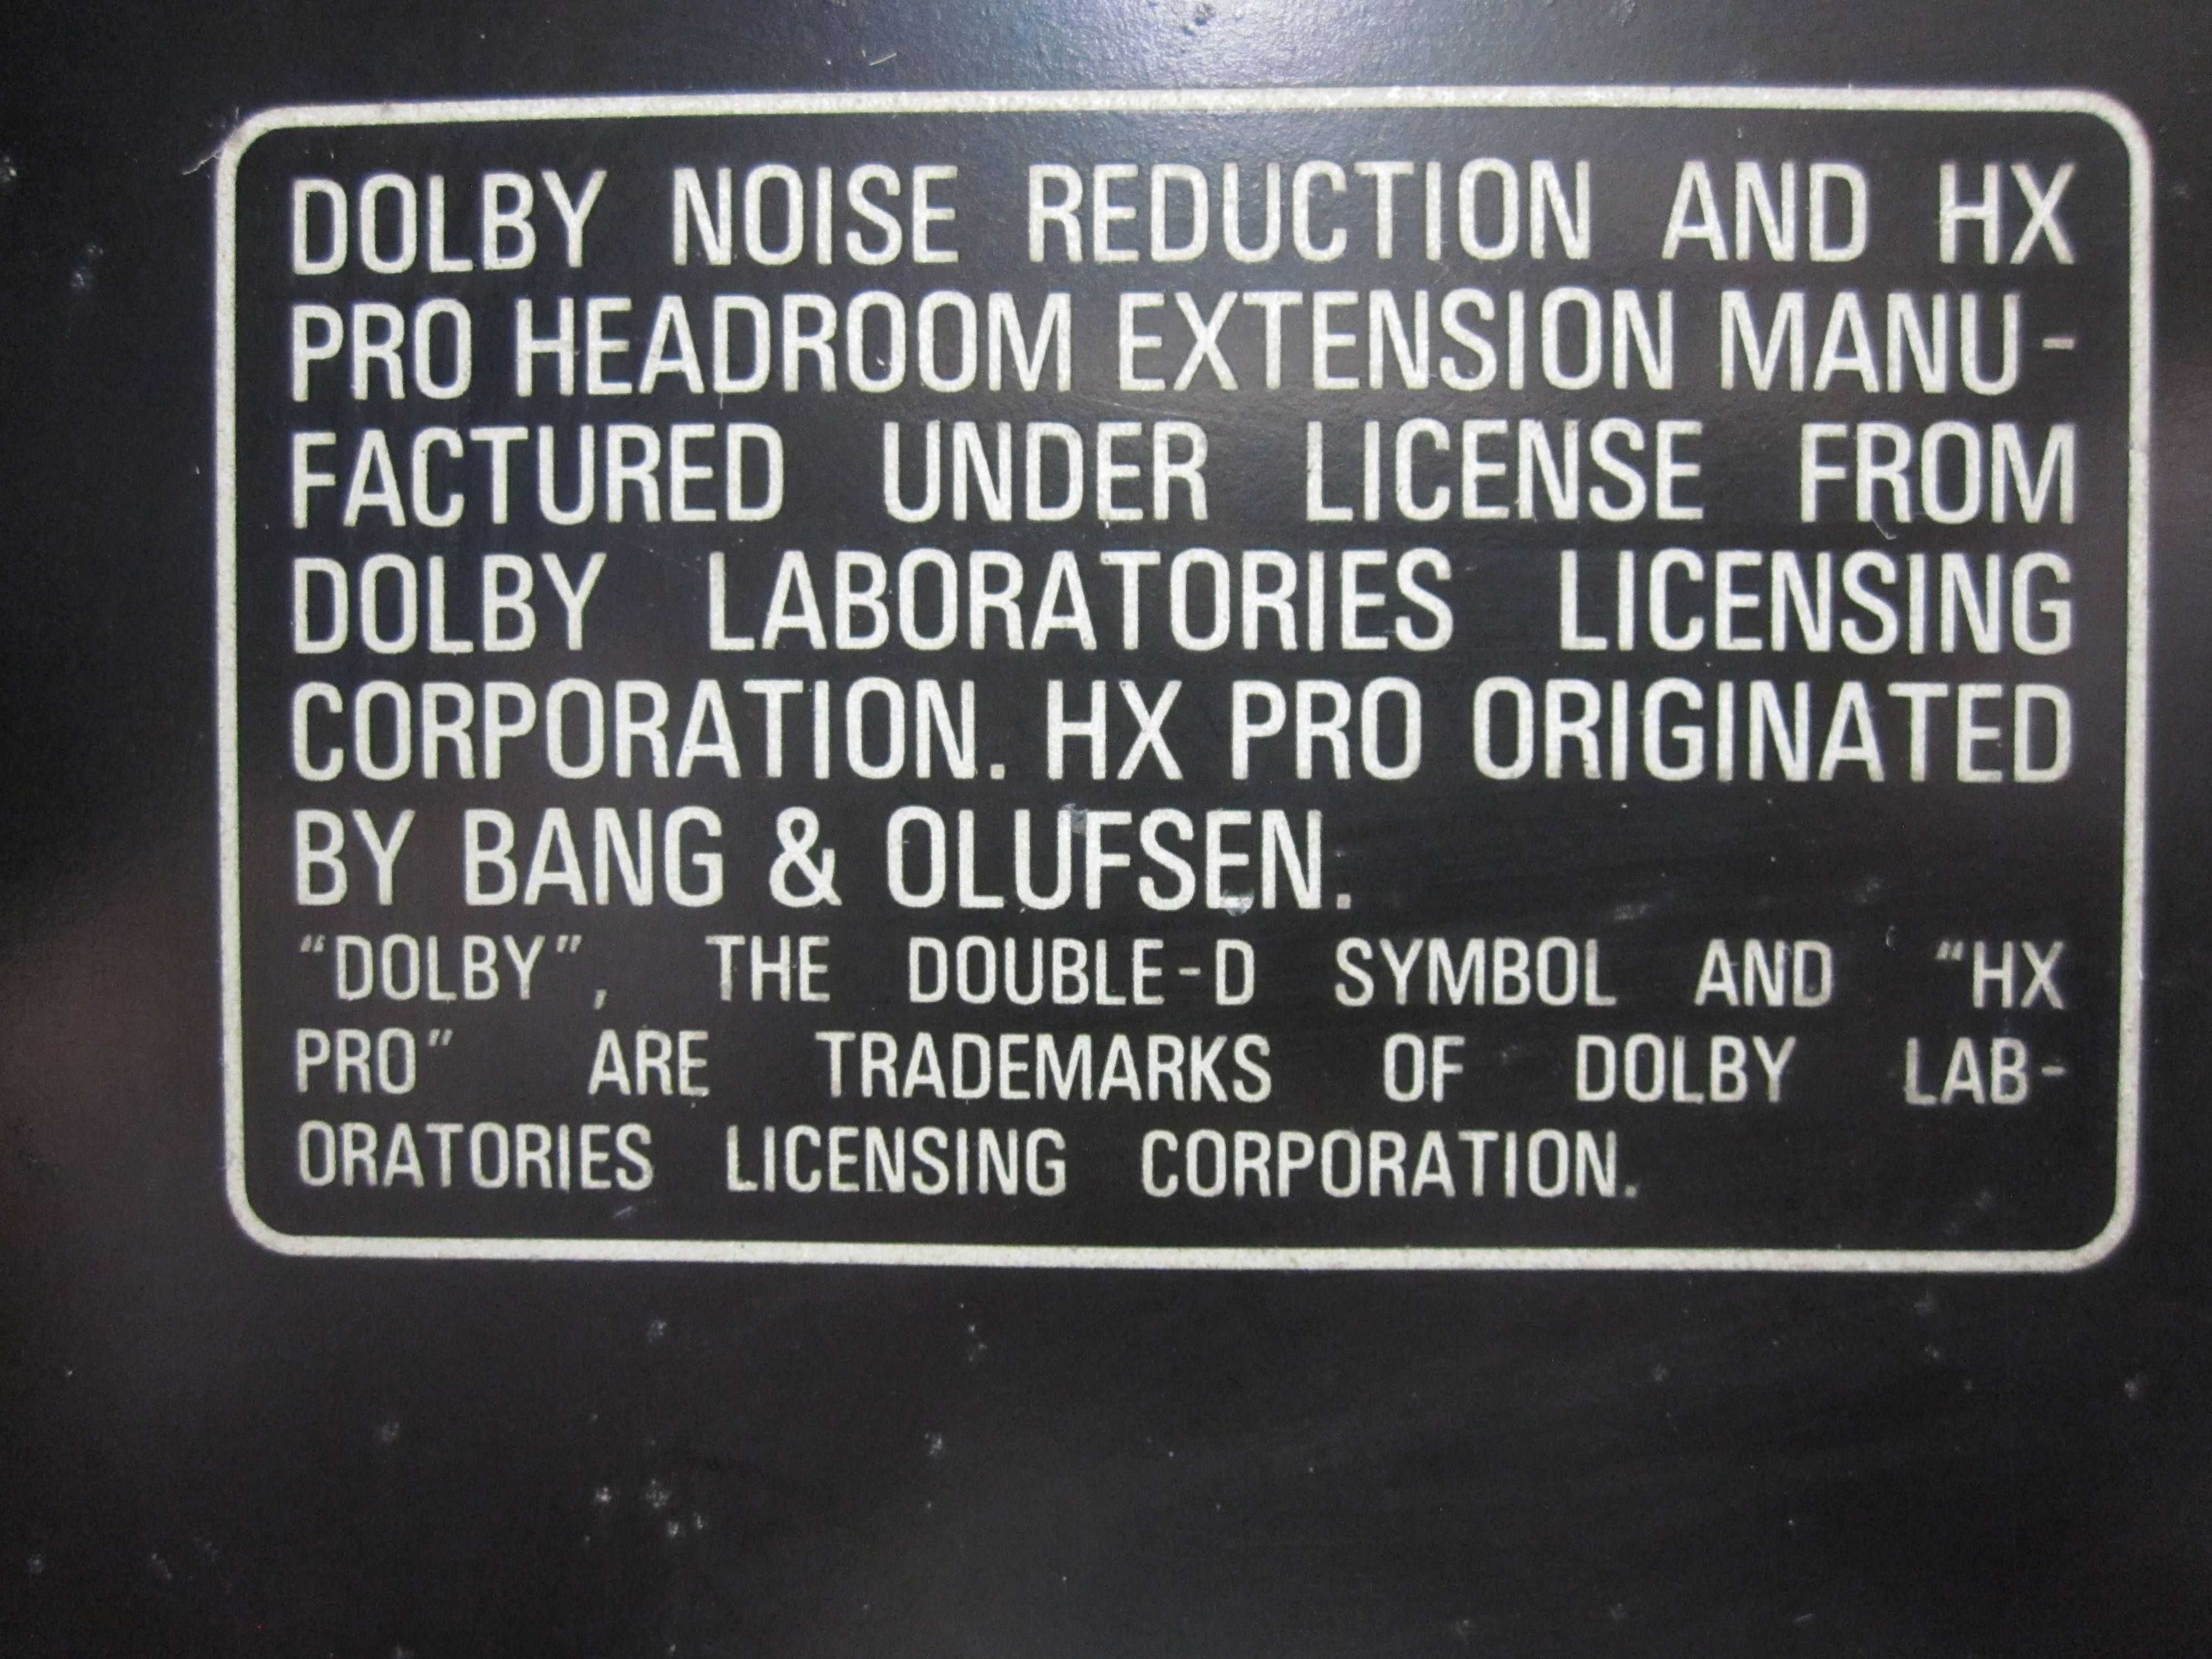 DOLBY NOISE REDUCTION AND HX
PRO HEADROOM EXTENSION MANU-
FACTURED UNDER LICENSE FROM
DOLBY LABORATORIES LICENSING
CORPORATION. HX PRO ORIGINATED
BY BANG & OLUFSEN.
“DOLBY”, THE DOUBLE-D SYMBOL AND “HX
PRO” ARE TRADEMARKS OF DOLBY LAB-
ORATORIES LICENSING CORPORATION.